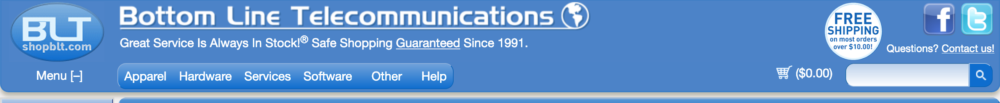 BLT
shopblt.com
Bottom Line Telecommunications
Great Service Is Always In Stock!® Safe Shopping Guaranteed Since 1991.
FREE
SHIPPING
on most orders
over $10.00!
f
t
Questions? Contact us!
Menu [–]
Apparel Hardware Services Software Other Help
($0.00)